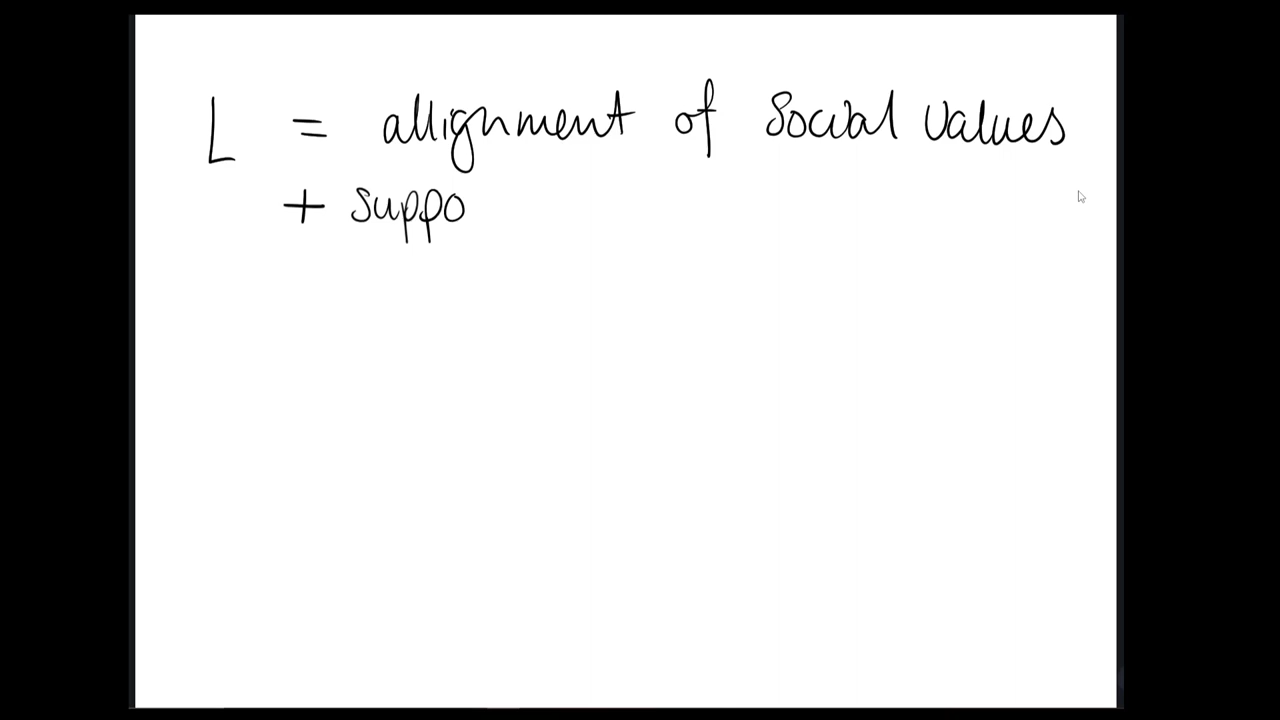 L = allignment of Social values
+ suppo